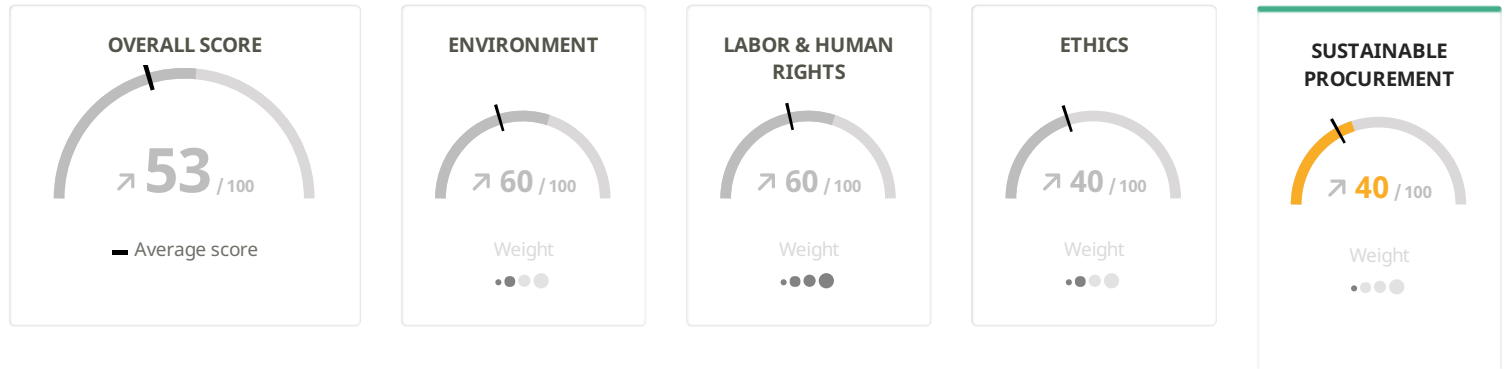 OVERALL SCORE
53 / 100
Average score
ENVIRONMENT
60 / 100
Weight
LABOR & HUMAN
RIGHTS
60 / 100
Weight
ETHICS
40 / 100
Weight
SUSTAINABLE
PROCUREMENT
40 / 100
Weight